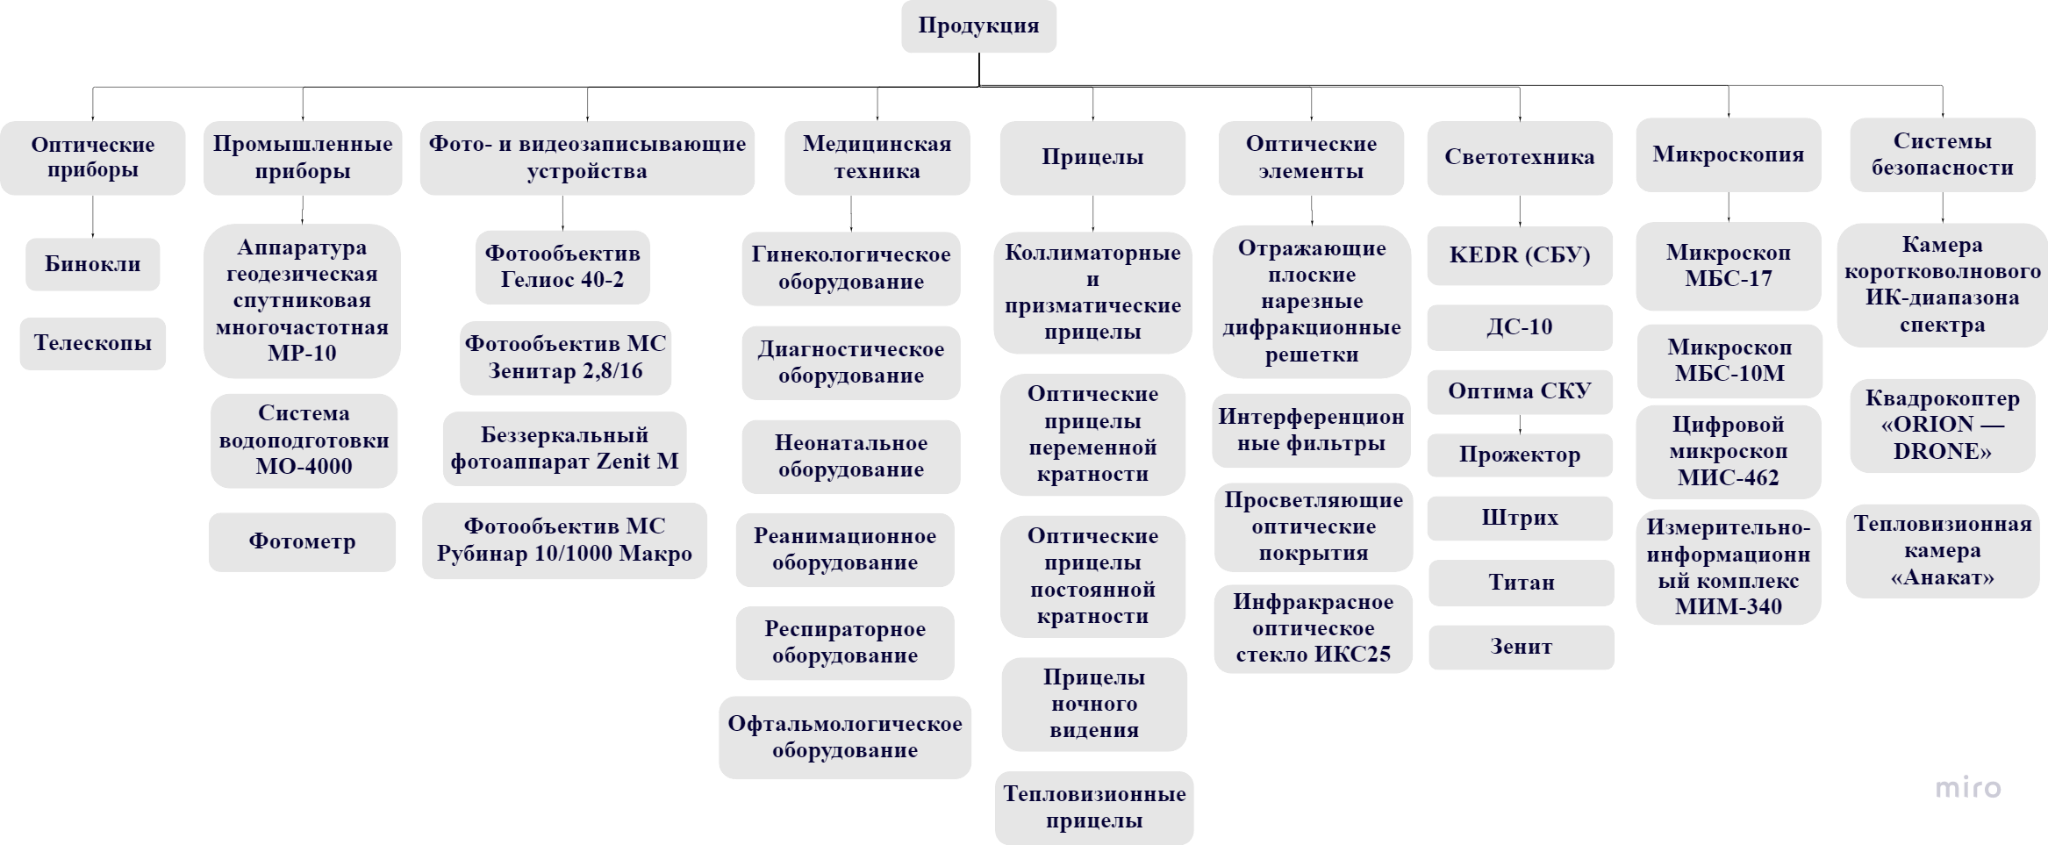 Продукция
Оптические
приборы
Бинокли
Телескопы
Промышленные
приборы
Аппаратура
геодезическая
спутниковая
многочастотная
МР-10
Система
водоподготовки
МО-4000
Фотометр
Фото- и видеозаписывающие
устройства
Фотообъектив
Гелиос 40-2
Фотообъектив МС
Зенитар 2,8/16
Беззеркальный
фотоаппарат Zenit M
Фотообъектив МС
Рубинар 10/1000 Макро
Медицинская
техника
Гинекологическое
оборудование
Диагностическое
оборудование
Неонатальное
оборудование
Реанимационное
оборудование
Респираторное
оборудование
Офтальмологическое
оборудование
Прицелы
Коллиматорные
и
призматические
прицелы
Оптические
прицелы
переменной
кратности
Оптические
прицелы
постоянной
кратности
Прицелы
ночного
видения
Тепловизионные
прицелы
Оптические
элементы
Отражающие
плоские
нарезные
дифракционные
решетки
Интерференцион
ные фильтры
Просветляющие
оптические
покрытия
Инфракрасное
оптическое
стекло ИКС25
Светотехника
KEDR (СБУ)
ДС-10
Оптима СКУ
Прожектор
Штрих
Титан
Зенит
Микроскопия
Микроскоп
МБС-17
Микроскоп
МБС-10М
Цифровой
микроскоп
МИС-462
Измерительно-
информационн
ый комплекс
МИМ-340
Системы
безопасности
Камера
коротковолнового
ИК-диапазона
спектра
Квадрокоптер
«ORION —
DRONE»
Тепловизионная
камера
«Анакат»
miro